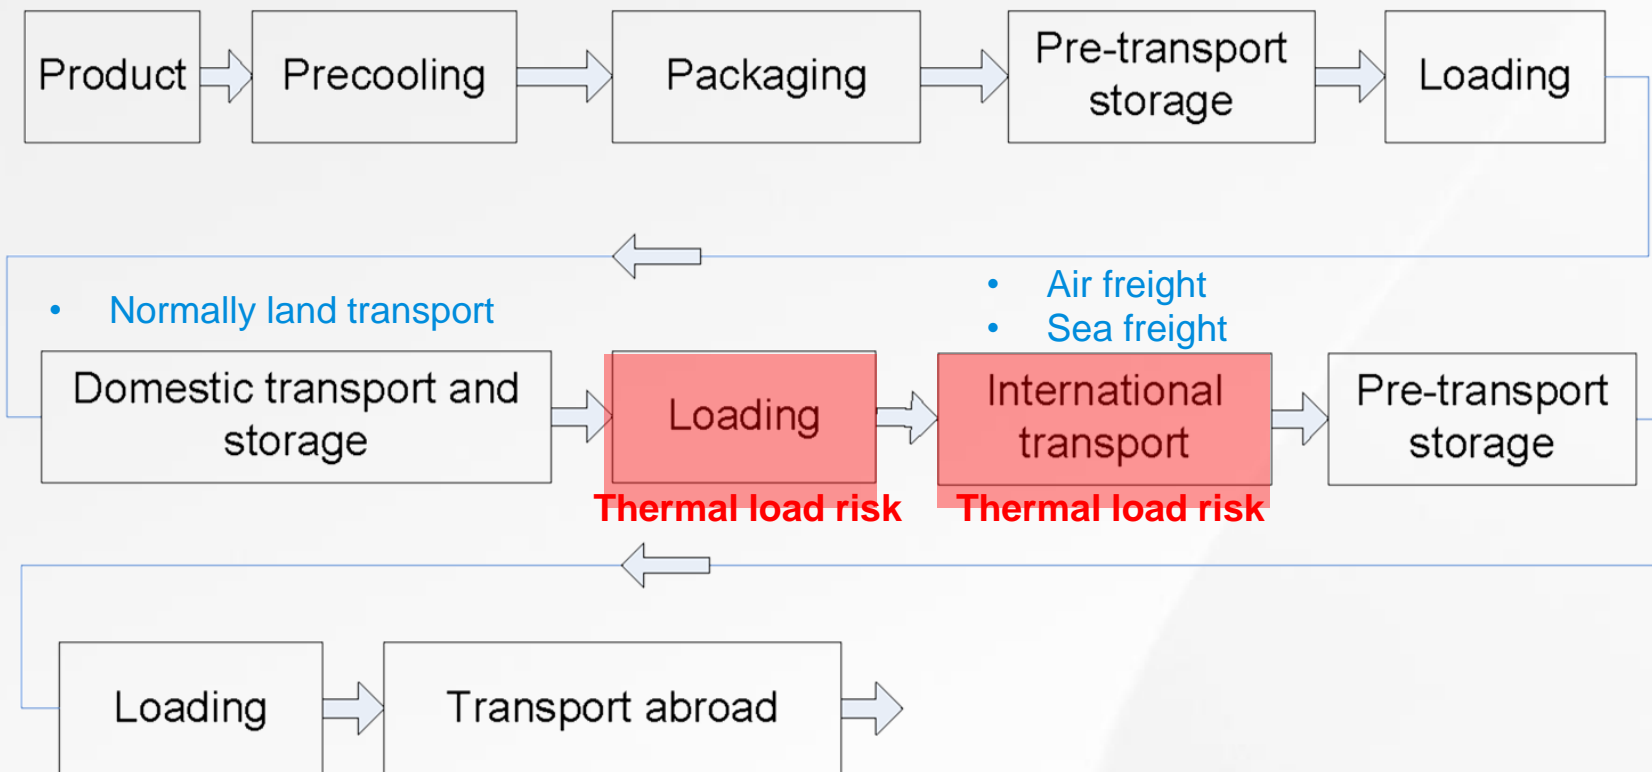 Product
Precooling
Packaging
Pre-transport
storage
Loading
• Normally land transport
• Air freight
• Sea freight
Domestic transport and
storage
Loading
International
transport
Pre-transport
storage
Thermal load risk
Thermal load risk
Loading
Transport abroad